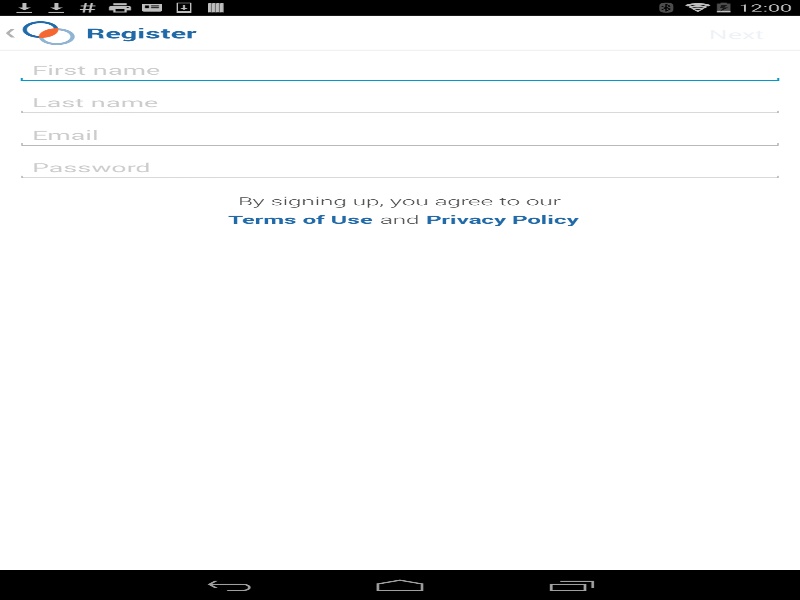 12:00
Register
Next
First name
Last name
Email
Password
By signing up, you agree to our
Terms of Use and Privacy Policy